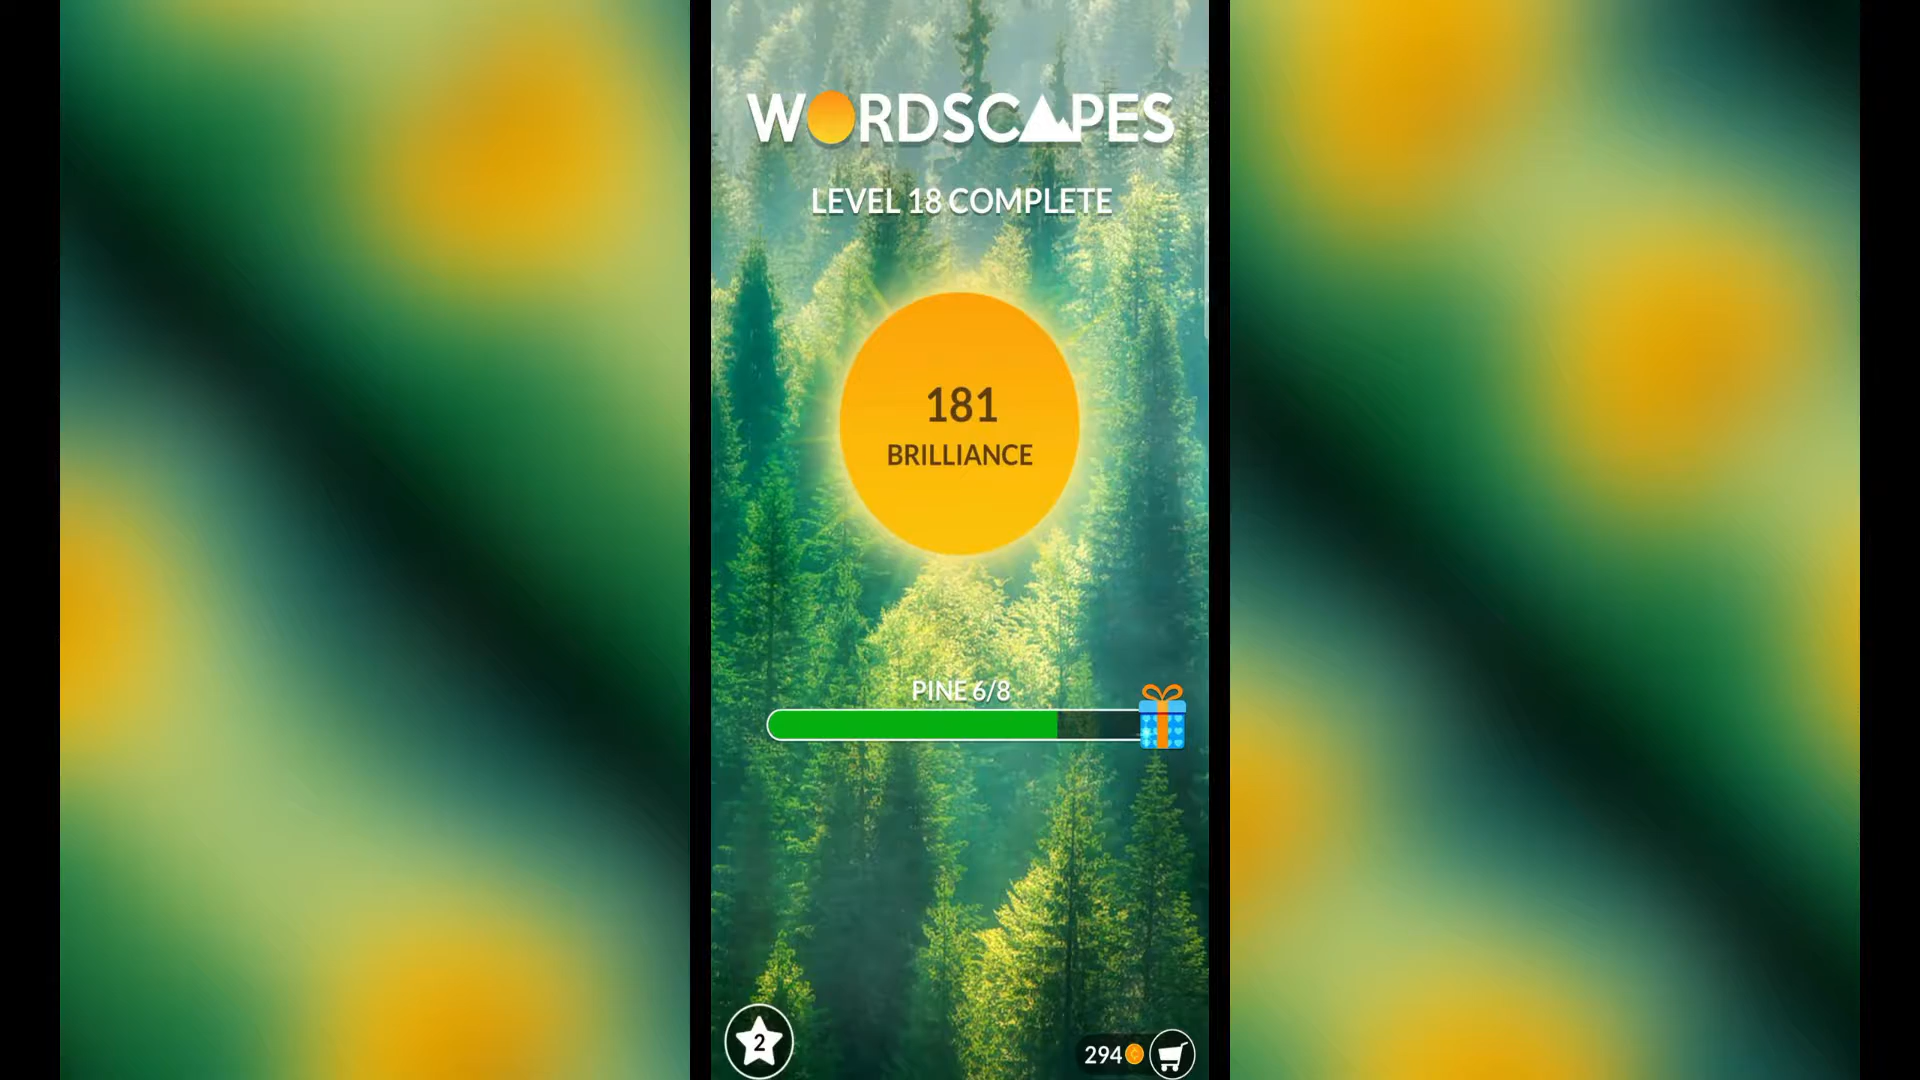 WORDSCAPES
LEVEL 18 COMPLETE
181
BRILLIANCE
PINE 6/8
2
294